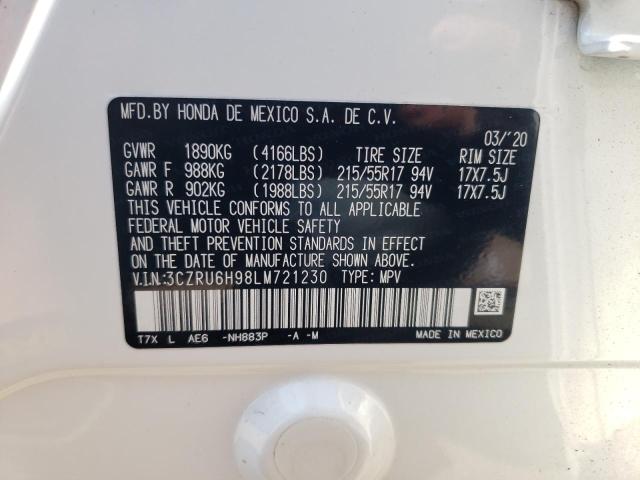 MFD.BY HONDA DE MEXICO S.A. DE C.V.
03/'20
GVWR 1890KG (4166LBS) TIRE SIZE RIM SIZE
GAWR F 988KG (2178LBS) 215/55R17 94V 17X7.5J
GAWR R 902KG (1988LBS) 215/55R17 94V 17X7.5J
THIS VEHICLE CONFORMS TO ALL APPLICABLE
FEDERAL MOTOR VEHICLE SAFETY
AND THEFT PREVENTION STANDARDS IN EFFECT
ON THE DATE OF MANUFACTURE SHOWN ABOVE.
V.I.N.:3CZRU6H98LM721230 TYPE: MPV
T7X L AE6 -NH883P -A -M MADE IN MEXICO